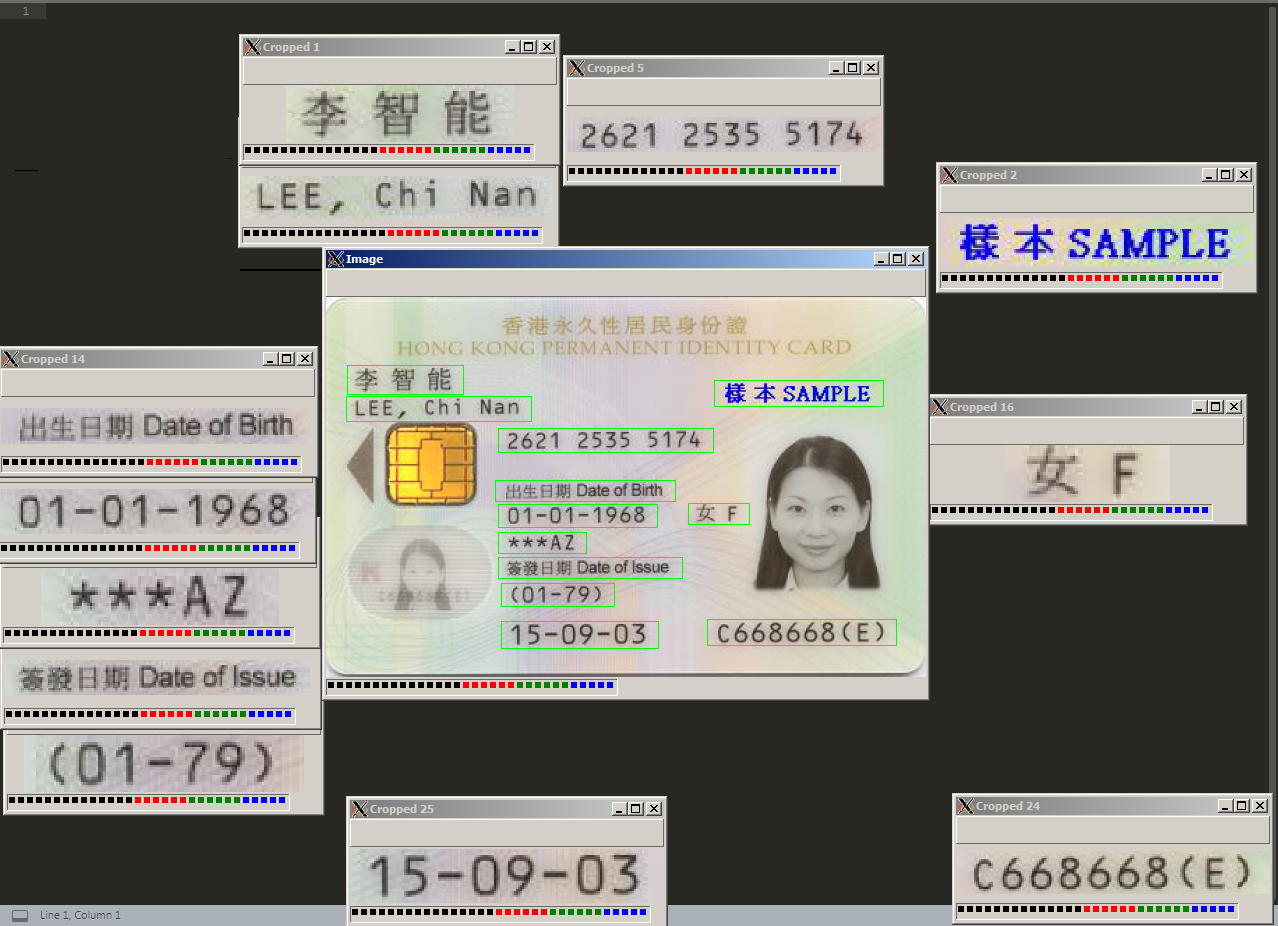 1
Cropped 1
李 智 能
LEE, Chi Nan
Cropped 5
2621 2535 5174
Cropped 2
樣 本 SAMPLE
Image
香港永久性居民身份證
HONG KONG PERMANENT IDENTITY CARD
李 智 能
LEE, Chi Nan
樣 本 SAMPLE
2621 2535 5174
出生日期 Date of Birth
01-01-1968
女 F
***AZ
簽發日期 Date of Issue
(01-79)
15-09-03
C668668(E)
C668668(E)
Cropped 14
出生日期 Date of Birth
01-01-1968
***AZ
簽發日期 Date of Issue
(01-79)
Cropped 16
女 F
Cropped 25
15-09-03
Cropped 24
C668668(E)
Line 1, Column 1